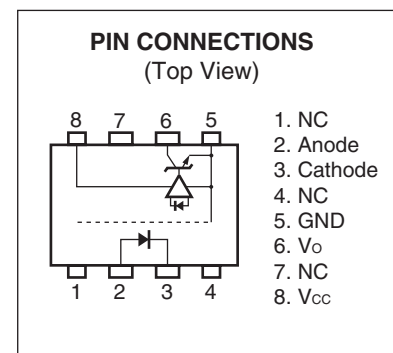 PIN CONNECTIONS
(Top View)
8 7 6 5
1 2 3 4
1. NC
2. Anode
3. Cathode
4. NC
5. GND
6. Vo
7. NC
8. Vcc